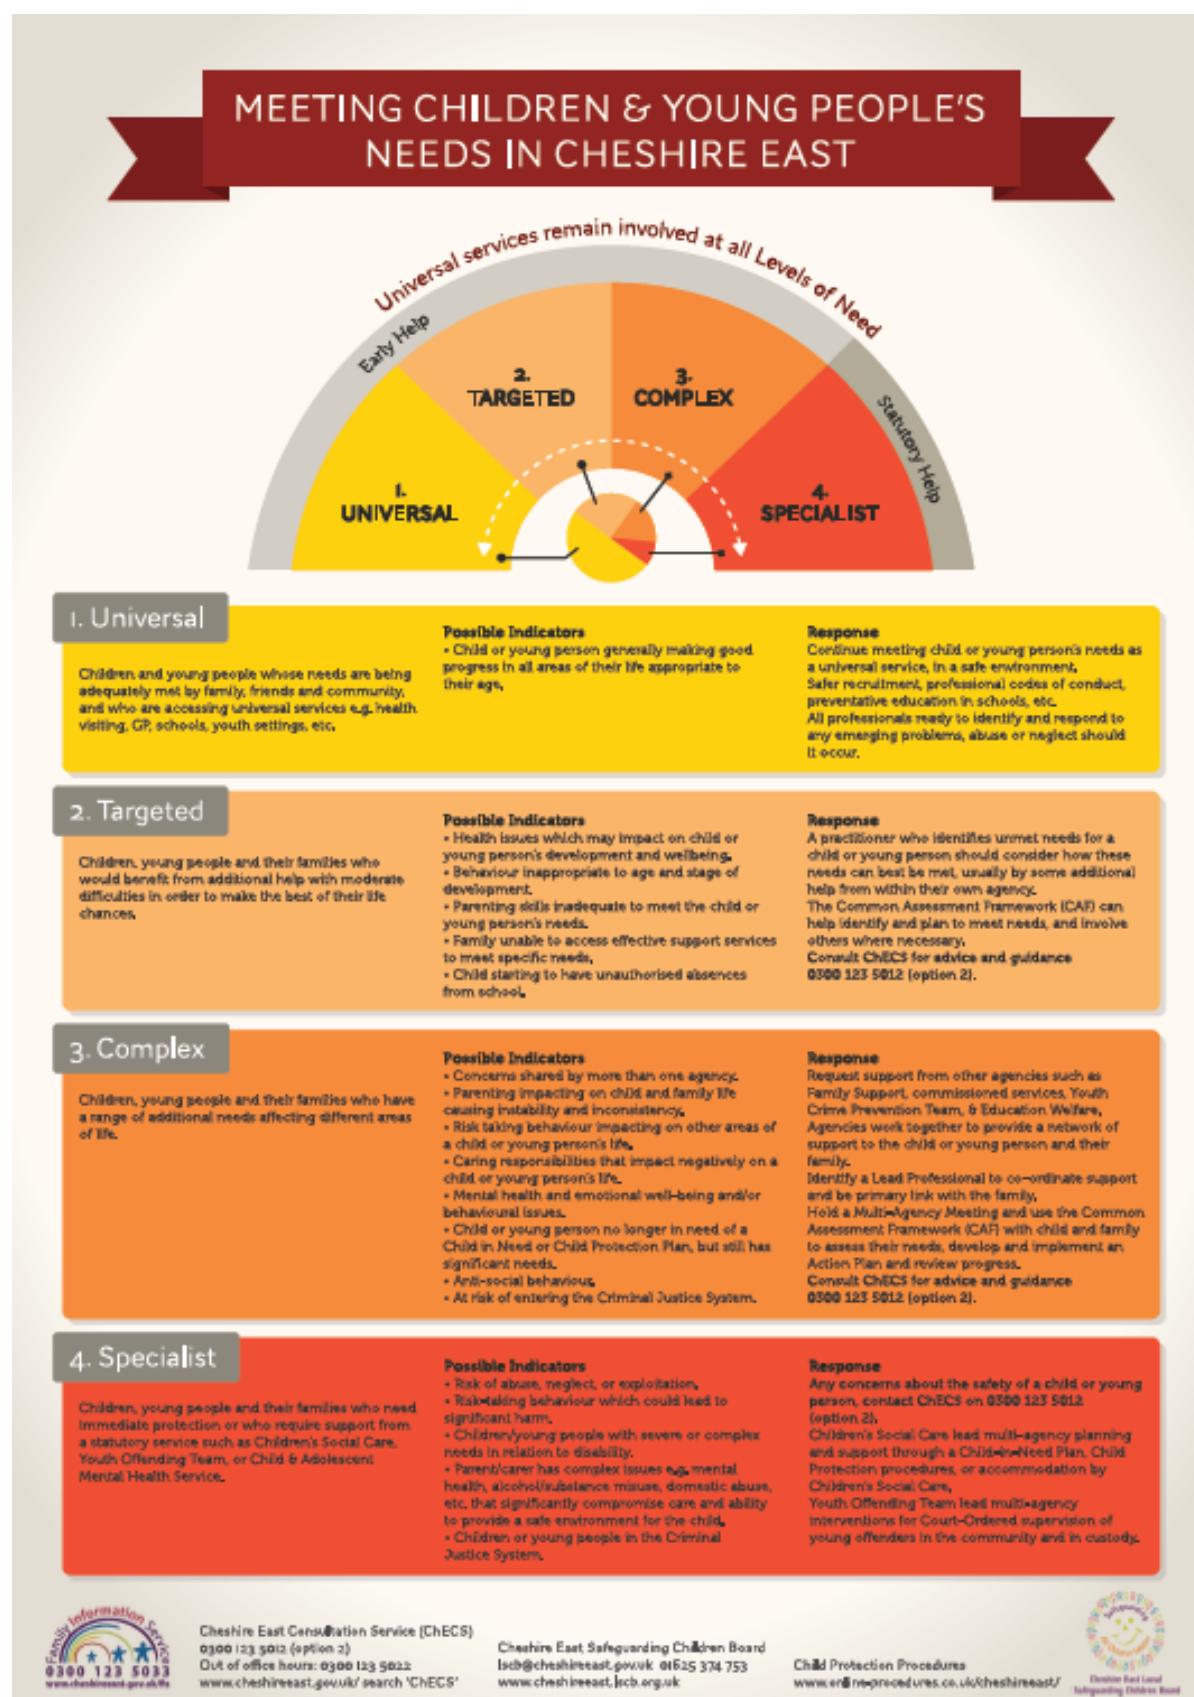 MEETING CHILDREN & YOUNG PEOPLE'S
NEEDS IN CHESHIRE EAST
Universal services remain involved at all Levels of Need
Early Help
Statutory Help
2.
TARGETED
3.
COMPLEX
1.
UNIVERSAL
4.
SPECIALIST
1. Universal
Children and young people whose needs are being
adequately met by family, friends and community,
and who are accessing universal services e.g. health
visiting, GP, schools, youth settings, etc.
Possible Indicators
• Child or young person generally making good
progress in all areas of their life appropriate to
their age.
Response
Continue meeting child or young person's needs as
a universal service, in a safe environment.
Safer recruitment, professional codes of conduct,
preventative education in schools, etc.
All professionals ready to identify and respond to
any emerging problems, abuse or neglect should
it occur.
2. Targeted
Children, young people and their families who
would benefit from additional help with moderate
difficulties in order to make the best of their life
chances.
Possible Indicators
• Health issues which may impact on child or
young person's development and wellbeing.
• Behaviour inappropriate to age and stage of
development.
• Parenting skills inadequate to meet the child or
young person's needs.
• Family unable to access effective support services
to meet specific needs.
• Child starting to have unauthorised absences
from school.
Response
A practitioner who identifies unmet needs for a
child or young person should consider how these
needs can best be met, usually by some additional
help from within their own agency.
The Common Assessment Framework (CAF) can
help identify and plan to meet needs, and involve
others where necessary.
Consult ChECS for advice and guidance
0300 123 5012 (option 2).
3. Complex
Children, young people and their families who have
a range of additional needs affecting different areas
of life.
Possible Indicators
• Concerns shared by more than one agency.
• Parenting impacting on child and family life
causing instability and inconsistency.
• Risk taking behaviour impacting on other areas of
a child or young person's life.
• Caring responsibilities that impact negatively on a
child or young person's life.
• Mental health and emotional well-being and/or
behavioural issues.
• Child or young person no longer in need of a
Child in Need or Child Protection Plan, but still has
significant needs.
• Anti-social behaviour.
• At risk of entering the Criminal Justice System.
Response
Request support from other agencies such as
Family Support, commissioned services, Youth
Crime Prevention Team, & Education Welfare.
Agencies work together to provide a network of
support to the child or young person and their
family.
Identify a Lead Professional to co-ordinate support
and be primary link with the family.
Hold a Multi-Agency Meeting and use the Common
Assessment Framework (CAF) with child and family
to assess their needs, develop and implement an
Action Plan and review progress.
Consult ChECS for advice and guidance
0300 123 5012 (option 2).
4. Specialist
Children, young people and their families who need
immediate protection or who require support from
a statutory service such as Children's Social Care,
Youth Offending Team, or Child & Adolescent
Mental Health Service.
Possible Indicators
• Risk of abuse, neglect, or exploitation.
• Risk-taking behaviour which could lead to
significant harm.
• Children/young people with severe or complex
needs in relation to disability.
• Parent/carer has complex issues e.g. mental
health, alcohol/substance misuse, domestic abuse,
etc. that significantly compromise care and ability
to provide a safe environment for the child.
• Children or young people in the Criminal
Justice System.
Response
Any concerns about the safety of a child or young
person, contact ChECS on 0300 123 5012
(option 2).
Children's Social Care lead multi-agency planning
and support through a Child-in-Need Plan, Child
Protection procedures, or accommodation by
Children's Social Care.
Youth Offending Team lead multi-agency
interventions for Court-Ordered supervision of
young offenders in the community and in custody.
Family Information Service
0300 123 5033
www.cheshireeast.gov.uk/fis
Cheshire East Consultation Service (ChECS)
0300 123 5012 (option 2)
Out of office hours: 0300 123 5022
www.cheshireeast.gov.uk/ search 'ChECS'
Cheshire East Safeguarding Children Board
lscb@cheshireeast.gov.uk 01625 374 753
www.cheshireeast.lscb.org.uk
Child Protection Procedures
www.online-procedures.co.uk/cheshireeast/
Safeguarding
Cheshire East Local
Safeguarding Children Board